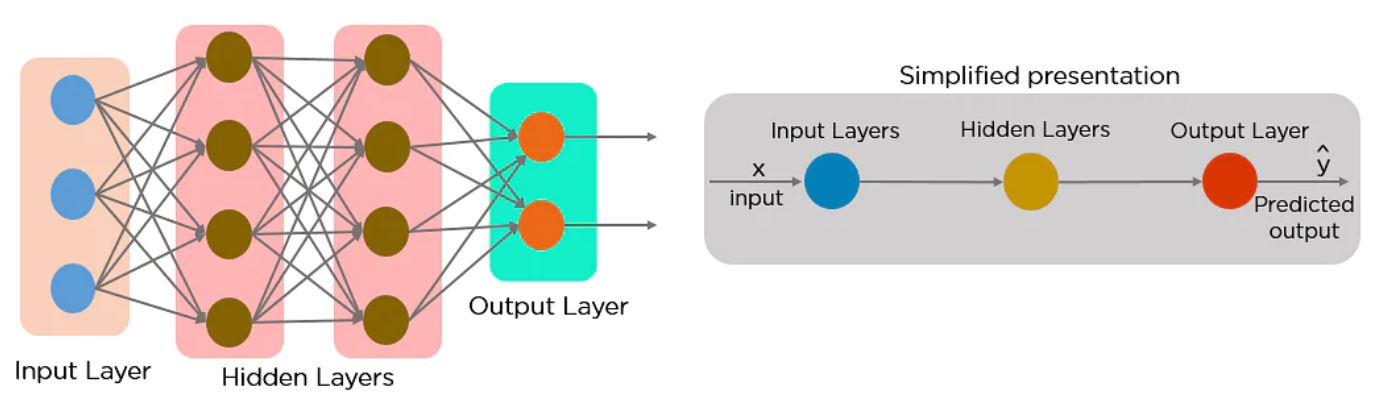 Input Layer
Hidden Layers
Output Layer
Simplified presentation
Input Layers
Hidden Layers
Output Layer
x
input
ŷ
Predicted
output